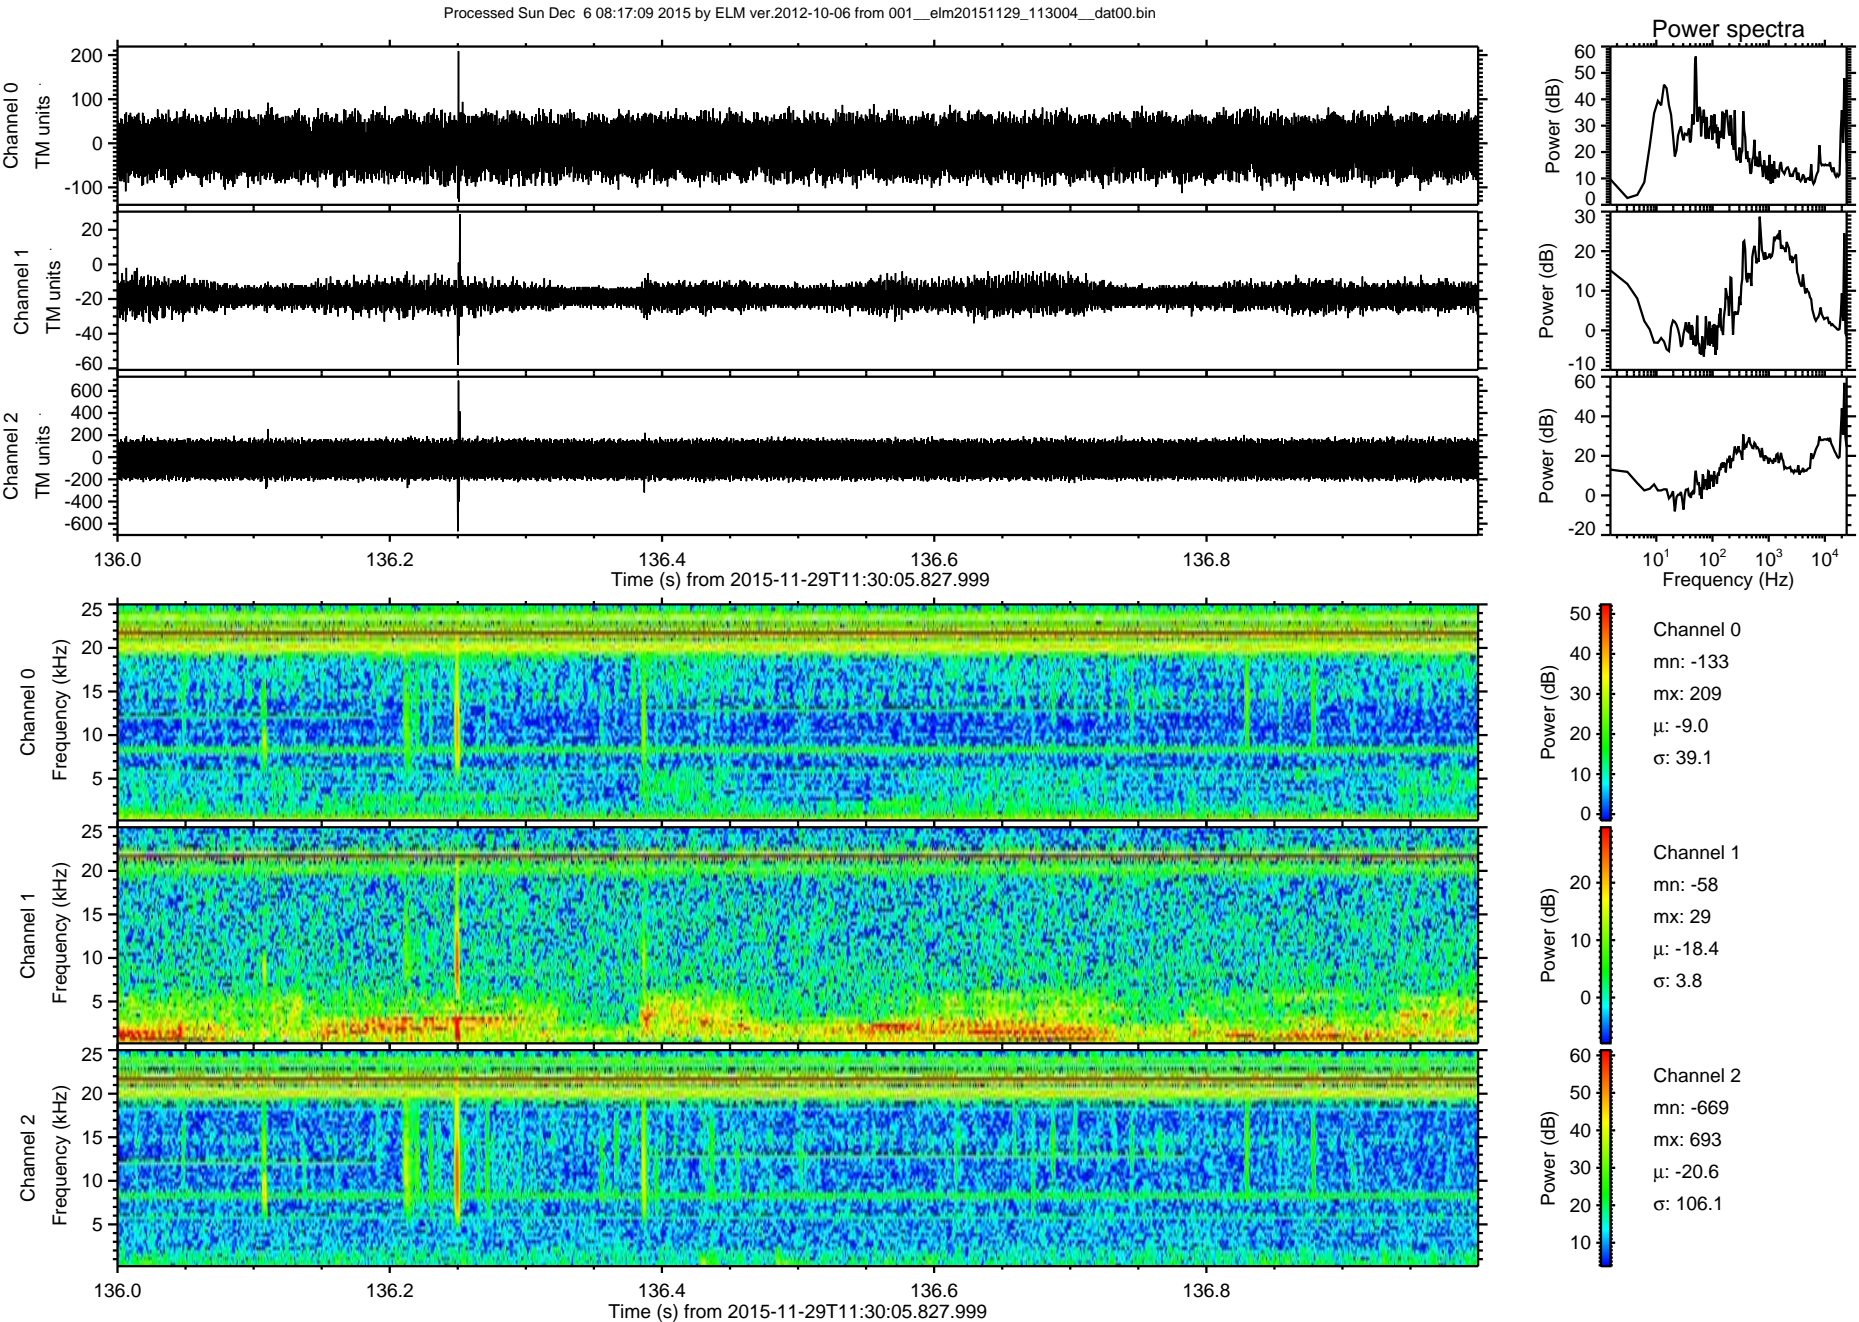 Processed Sun Dec  6 08:17:09 2015 by ELM ver.2012-10-06 from 001__elm20151129_113004__dat00.bin
Power spectra
Channel 0
TM units
200
100
0
-100
Power (dB)
60
50
40
30
20
10
0
Channel 1
TM units
20
0
-20
-40
-60
Power (dB)
30
20
10
0
-10
Channel 2
TM units
600
400
200
0
-200
-400
-600
Power (dB)
60
40
20
0
-20
136.0 136.2 136.4 136.6 136.8
Time (s) from 2015-11-29T11:30:05.827.999
10¹ 10² 10³ 10⁴
Frequency (Hz)
Channel 0
Frequency (kHz)
25
20
15
10
5
Power (dB)
50
40
30
20
10
0
Channel 0
mn: -133
mx: 209
µ: -9.0
σ: 39.1
Channel 1
Frequency (kHz)
25
20
15
10
5
Power (dB)
20
10
0
Channel 1
mn: -58
mx: 29
µ: -18.4
σ: 3.8
Channel 2
Frequency (kHz)
25
20
15
10
5
Power (dB)
60
50
40
30
20
10
Channel 2
mn: -669
mx: 693
µ: -20.6
σ: 106.1
136.0 136.2 136.4 136.6 136.8
Time (s) from 2015-11-29T11:30:05.827.999